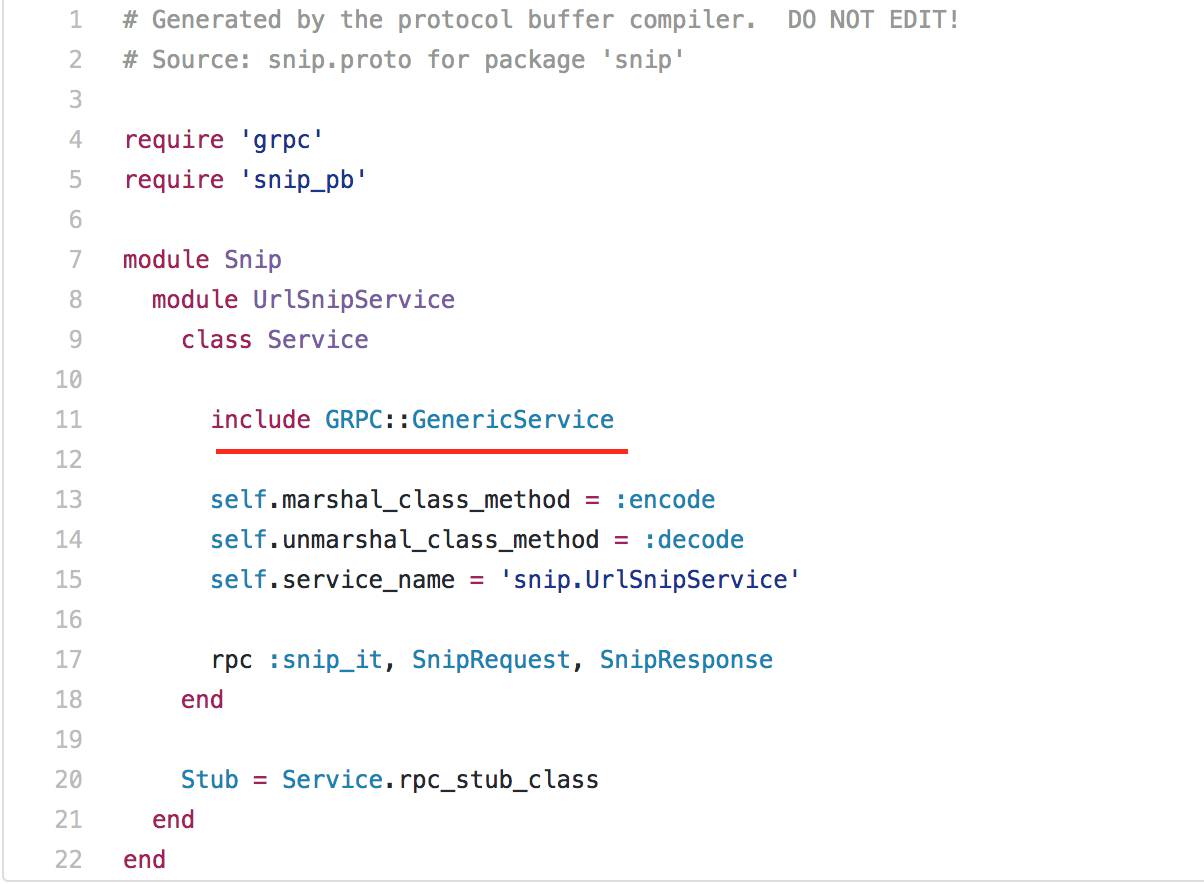 1 # Generated by the protocol buffer compiler.  DO NOT EDIT!
2 # Source: snip.proto for package 'snip'
3
4 require 'grpc'
5 require 'snip_pb'
6
7 module Snip
8   module UrlSnipService
9     class Service
10
11       include GRPC::GenericService
12
13       self.marshal_class_method = :encode
14       self.unmarshal_class_method = :decode
15       self.service_name = 'snip.UrlSnipService'
16
17       rpc :snip_it, SnipRequest, SnipResponse
18     end
19
20     Stub = Service.rpc_stub_class
21   end
22 end